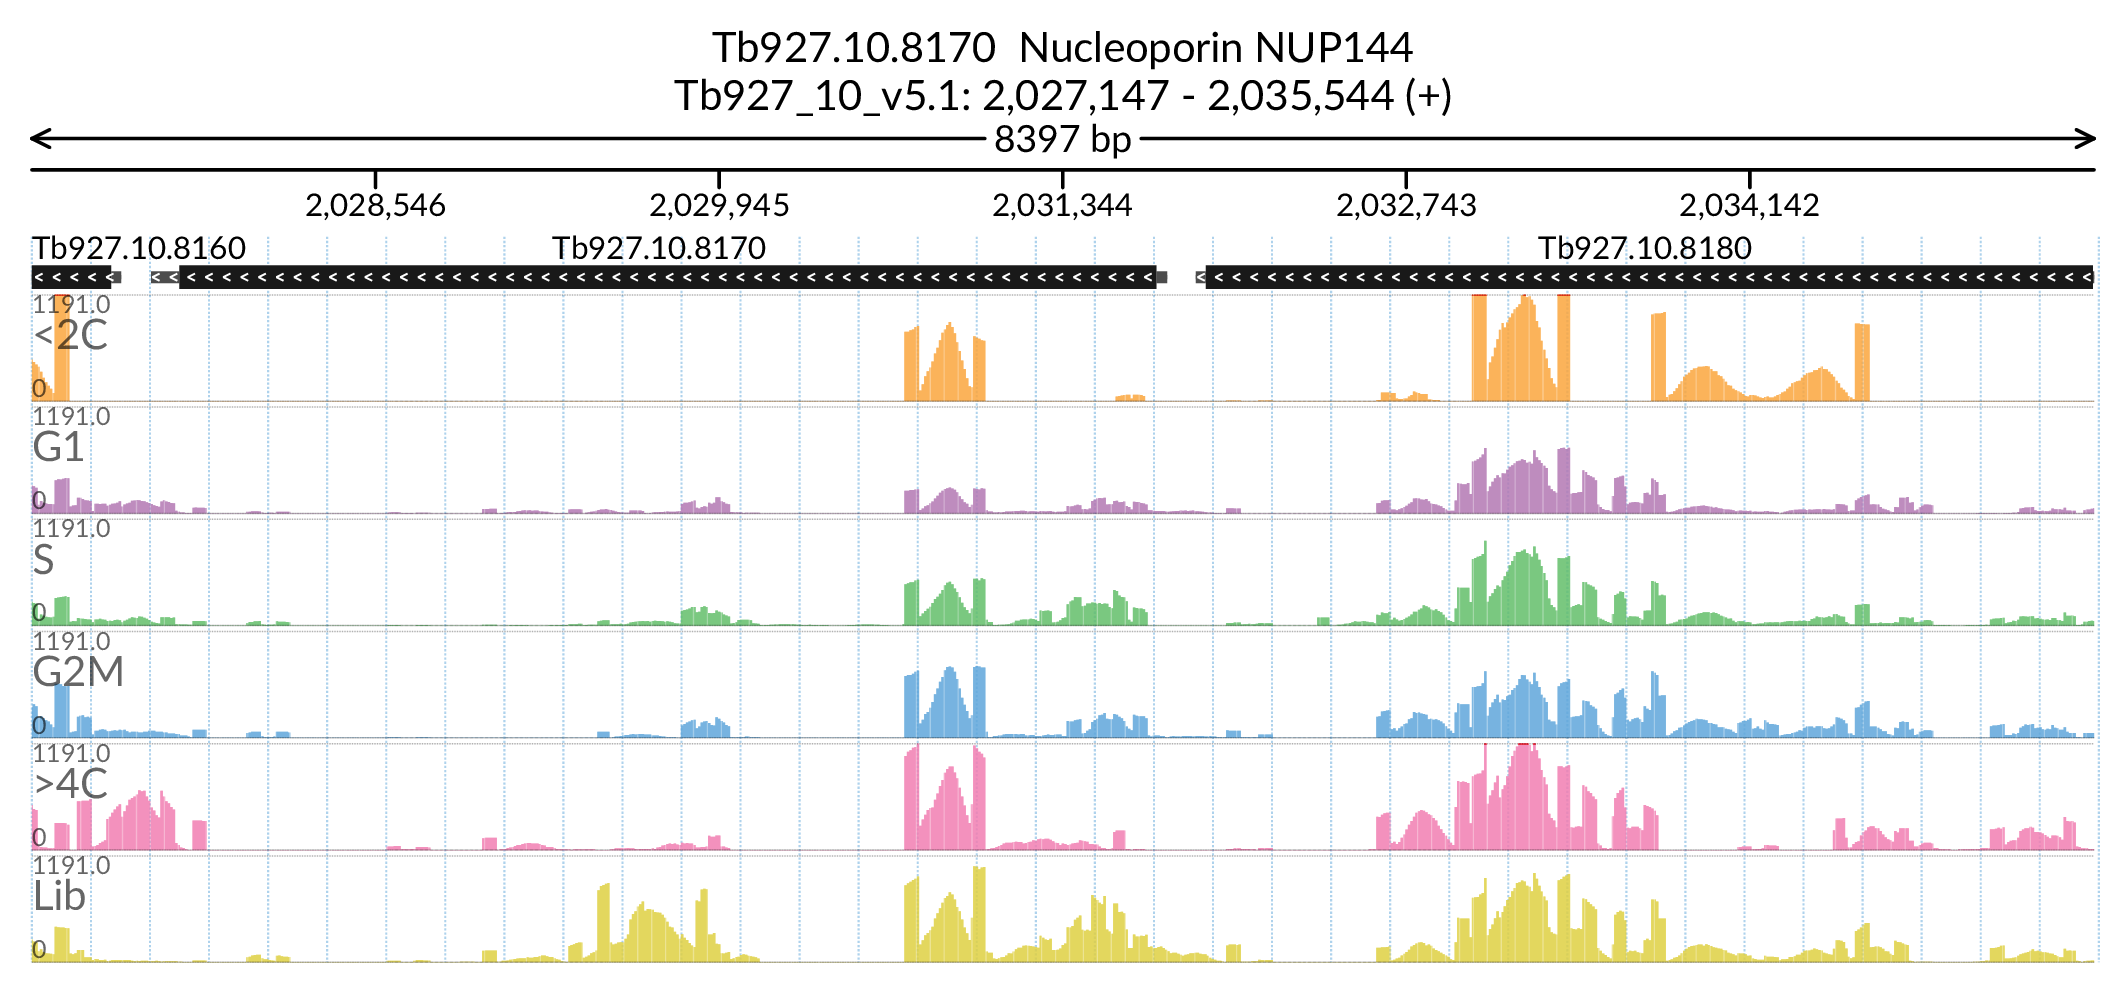 Tb927.10.8170  Nucleoporin NUP144
Tb927_10_v5.1: 2,027,147 - 2,035,544 (+)
8397 bp
2,028,546 2,029,945 2,031,344 2,032,743 2,034,142
Tb927.10.8160 Tb927.10.8170 Tb927.10.8180
1191.0
<2C
0
1191.0
G1
0
1191.0
S
0
1191.0
G2M
0
1191.0
>4C
0
1191.0
Lib
0